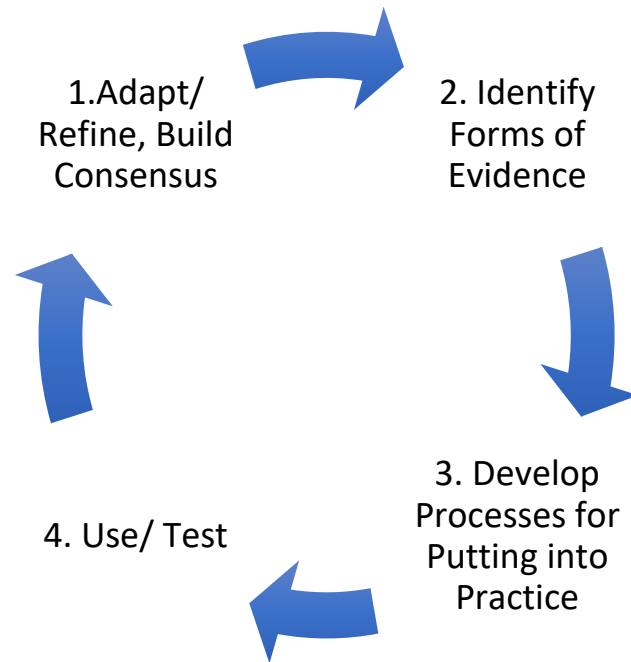 1.Adapt/
Refine, Build
Consensus
2. Identify
Forms of
Evidence
3. Develop
Processes for
Putting into
Practice
4. Use/ Test